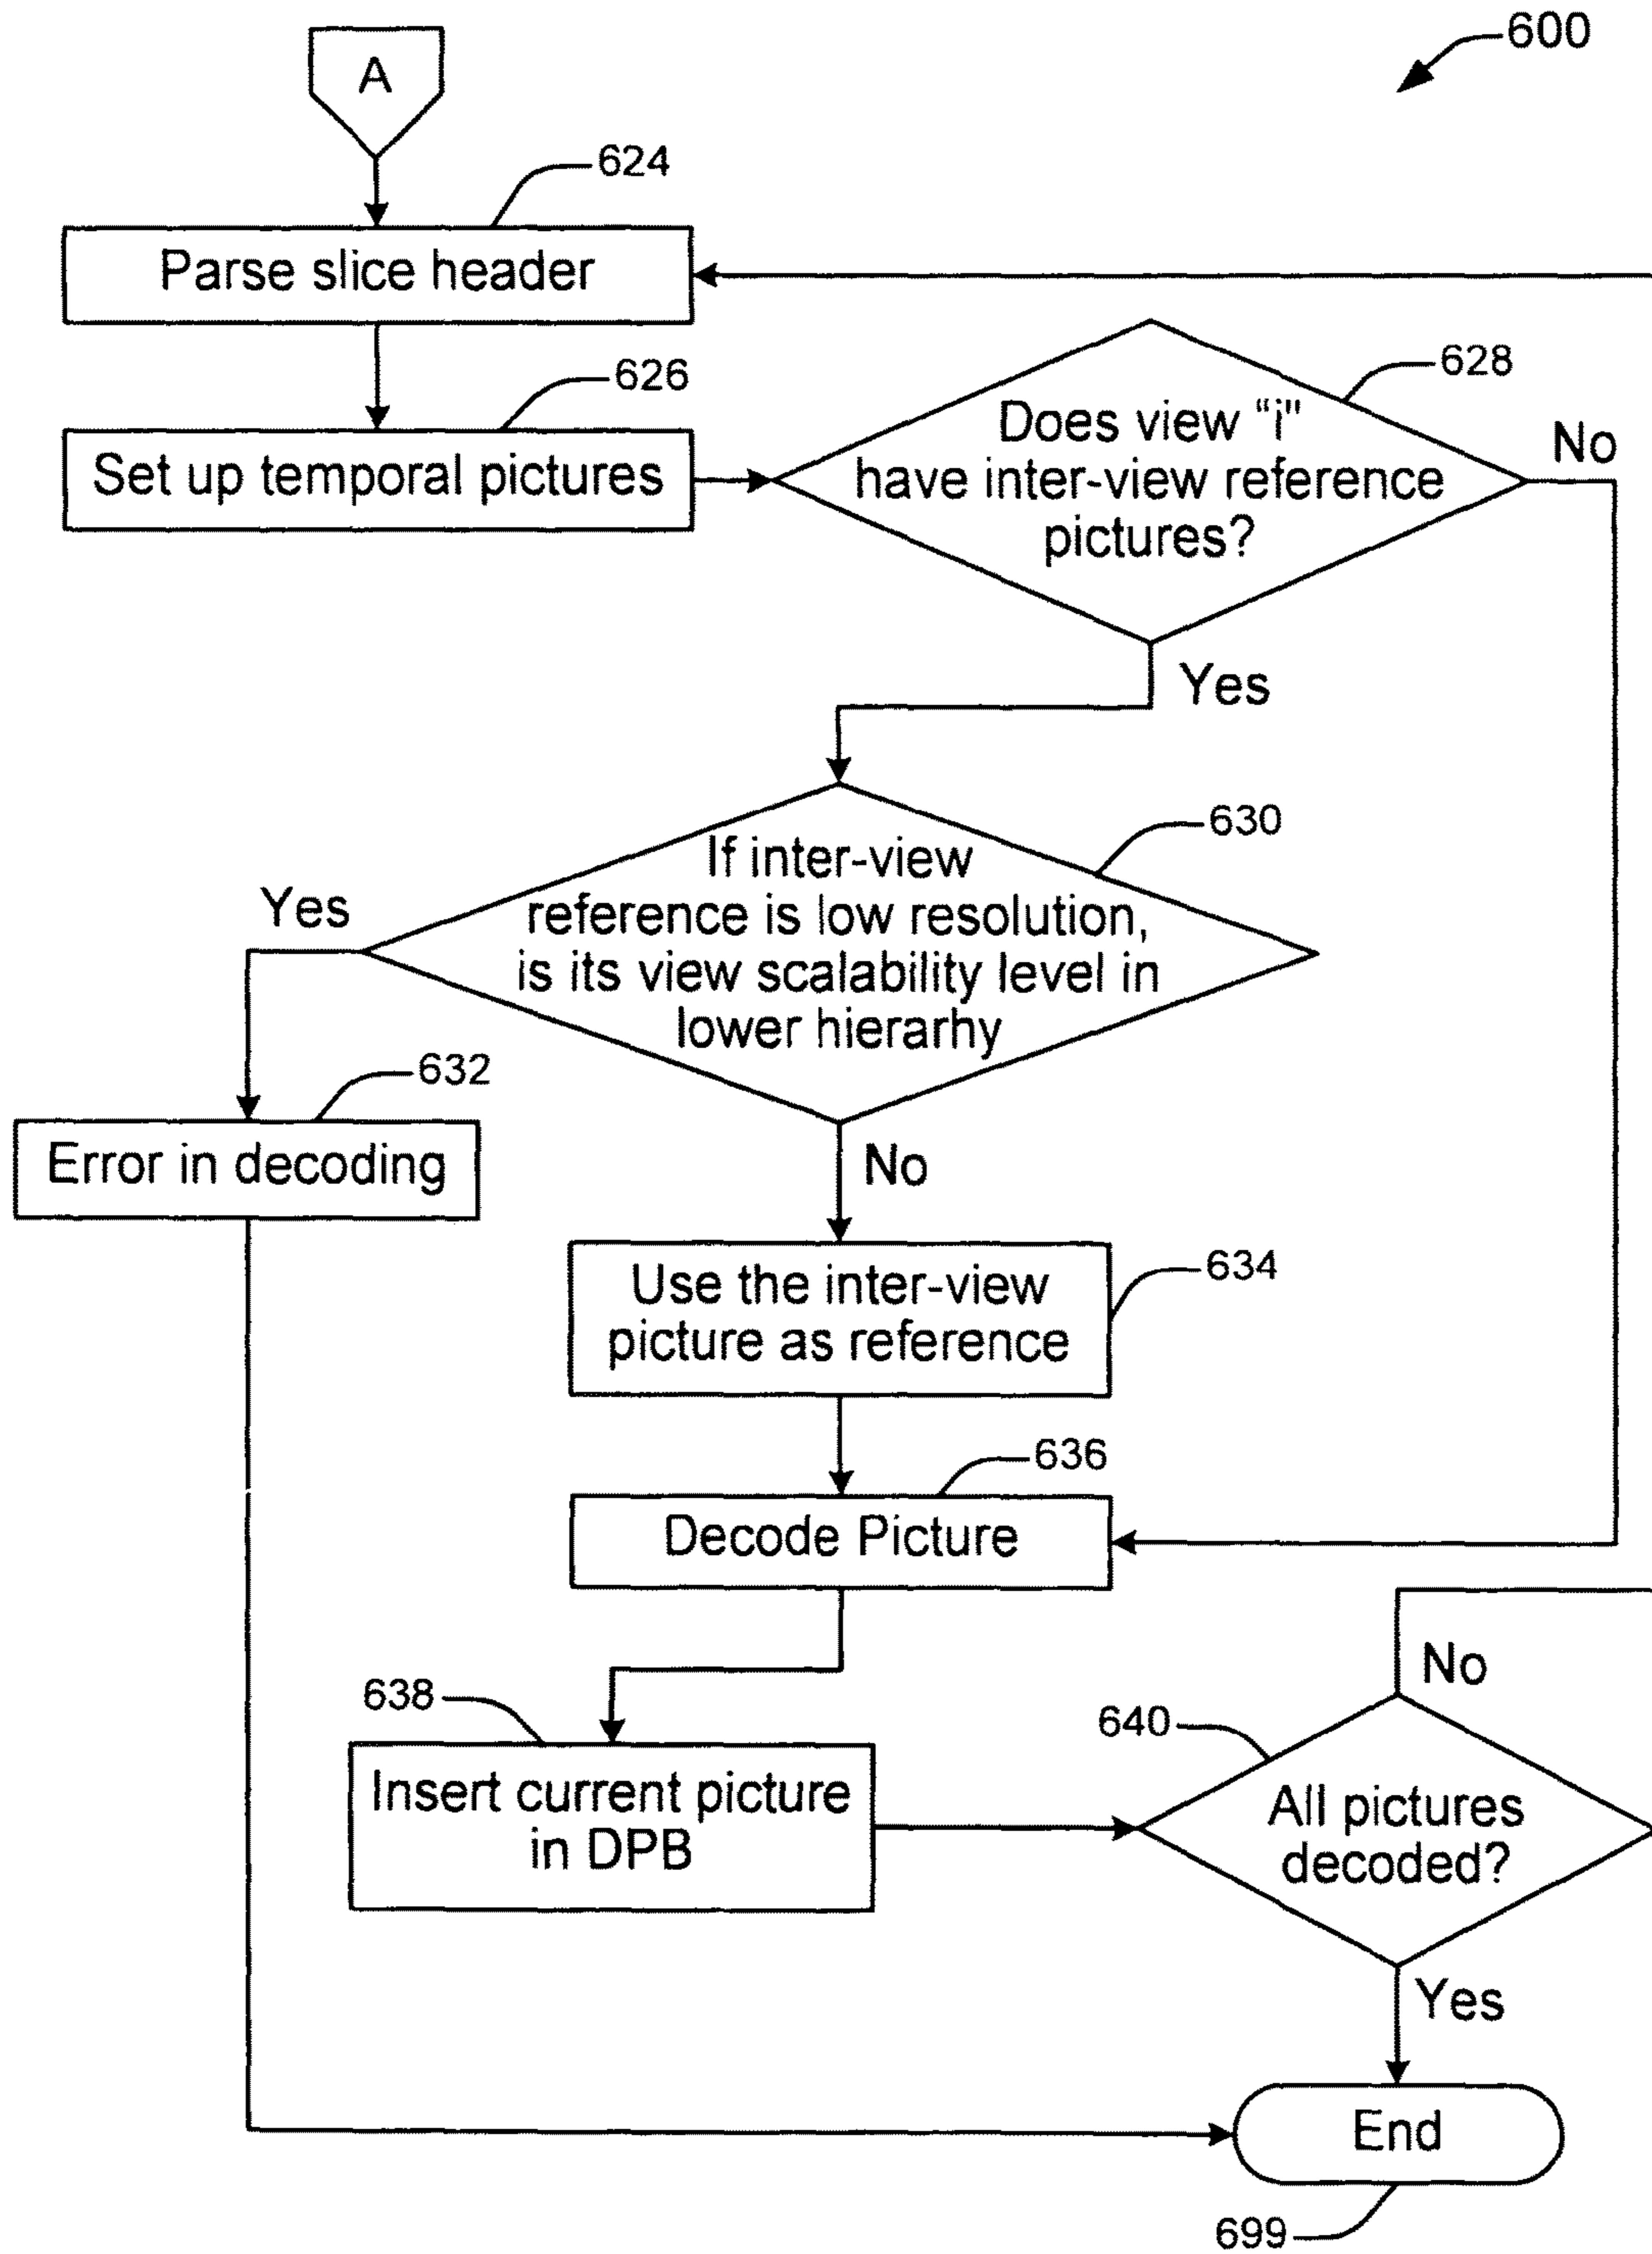 600
A
624
Parse slice header
626
Set up temporal pictures
628
Does view “i"
have inter-view reference
pictures?
No
Yes
630
If inter-view
reference is low resolution,
is its view scalability level in
lower hierarhy
Yes
632
Error in decoding
No
634
Use the inter-view
picture as reference
636
Decode Picture
638
Insert current picture
in DPB
No
640
All pictures
decoded?
Yes
End
699